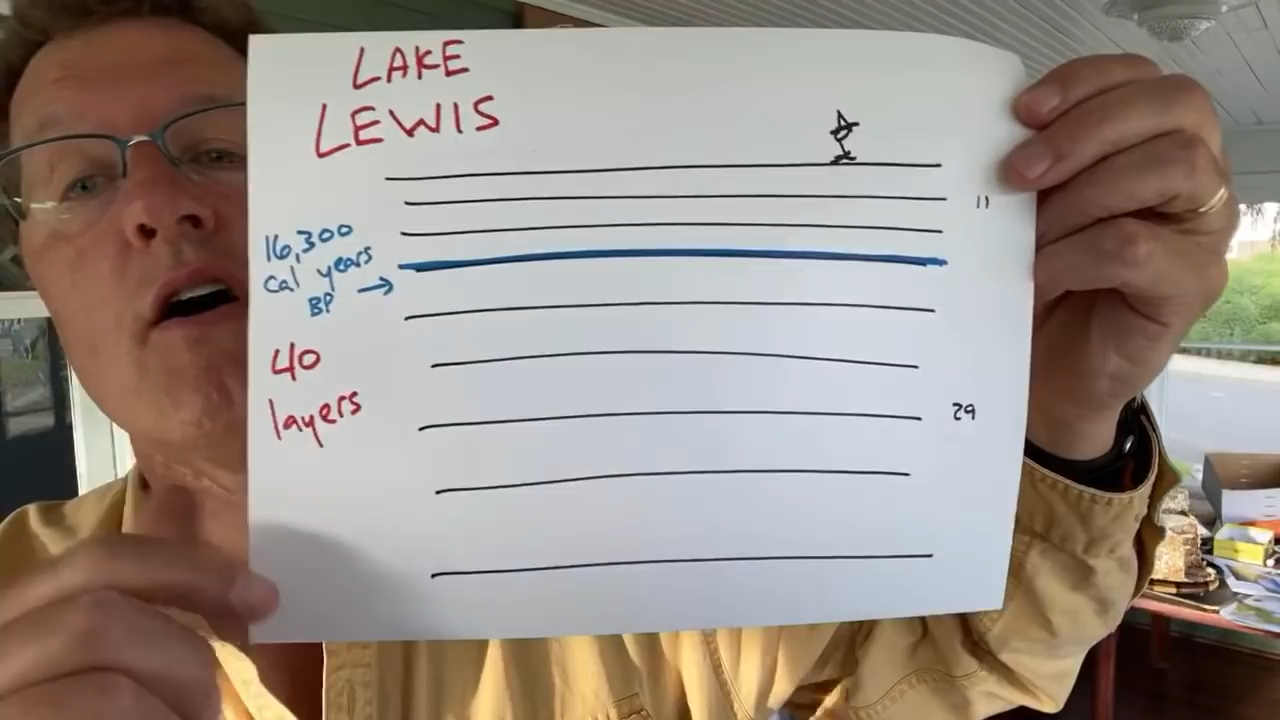 LAKE
LEWIS
11
16,300
Cal years
BP →
40
layers
29